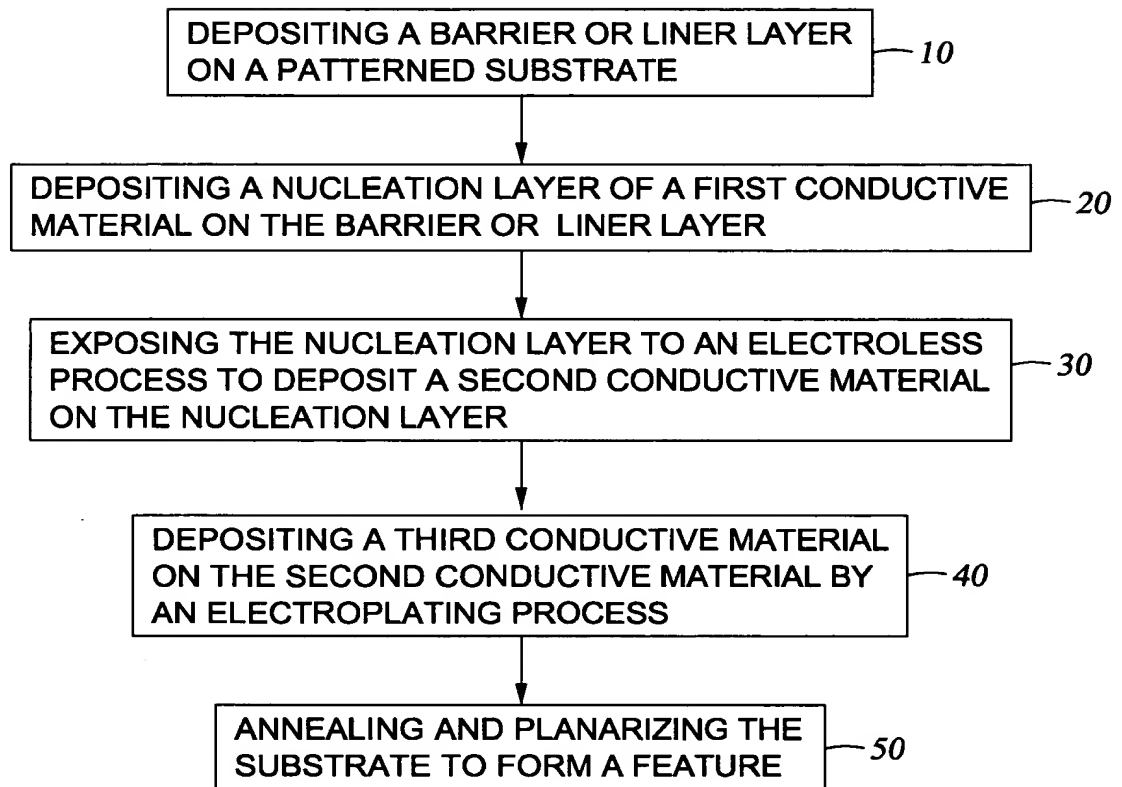 DEPOSITING A BARRIER OR LINER LAYER
ON A PATTERNED SUBSTRATE
10
DEPOSITING A NUCLEATION LAYER OF A FIRST CONDUCTIVE
MATERIAL ON THE BARRIER OR LINER LAYER
20
EXPOSING THE NUCLEATION LAYER TO AN ELECTROLESS
PROCESS TO DEPOSIT A SECOND CONDUCTIVE MATERIAL
ON THE NUCLEATION LAYER
30
DEPOSITING A THIRD CONDUCTIVE MATERIAL
ON THE SECOND CONDUCTIVE MATERIAL BY
AN ELECTROPLATING PROCESS
40
ANNEALING AND PLANARIZING THE
SUBSTRATE TO FORM A FEATURE
50